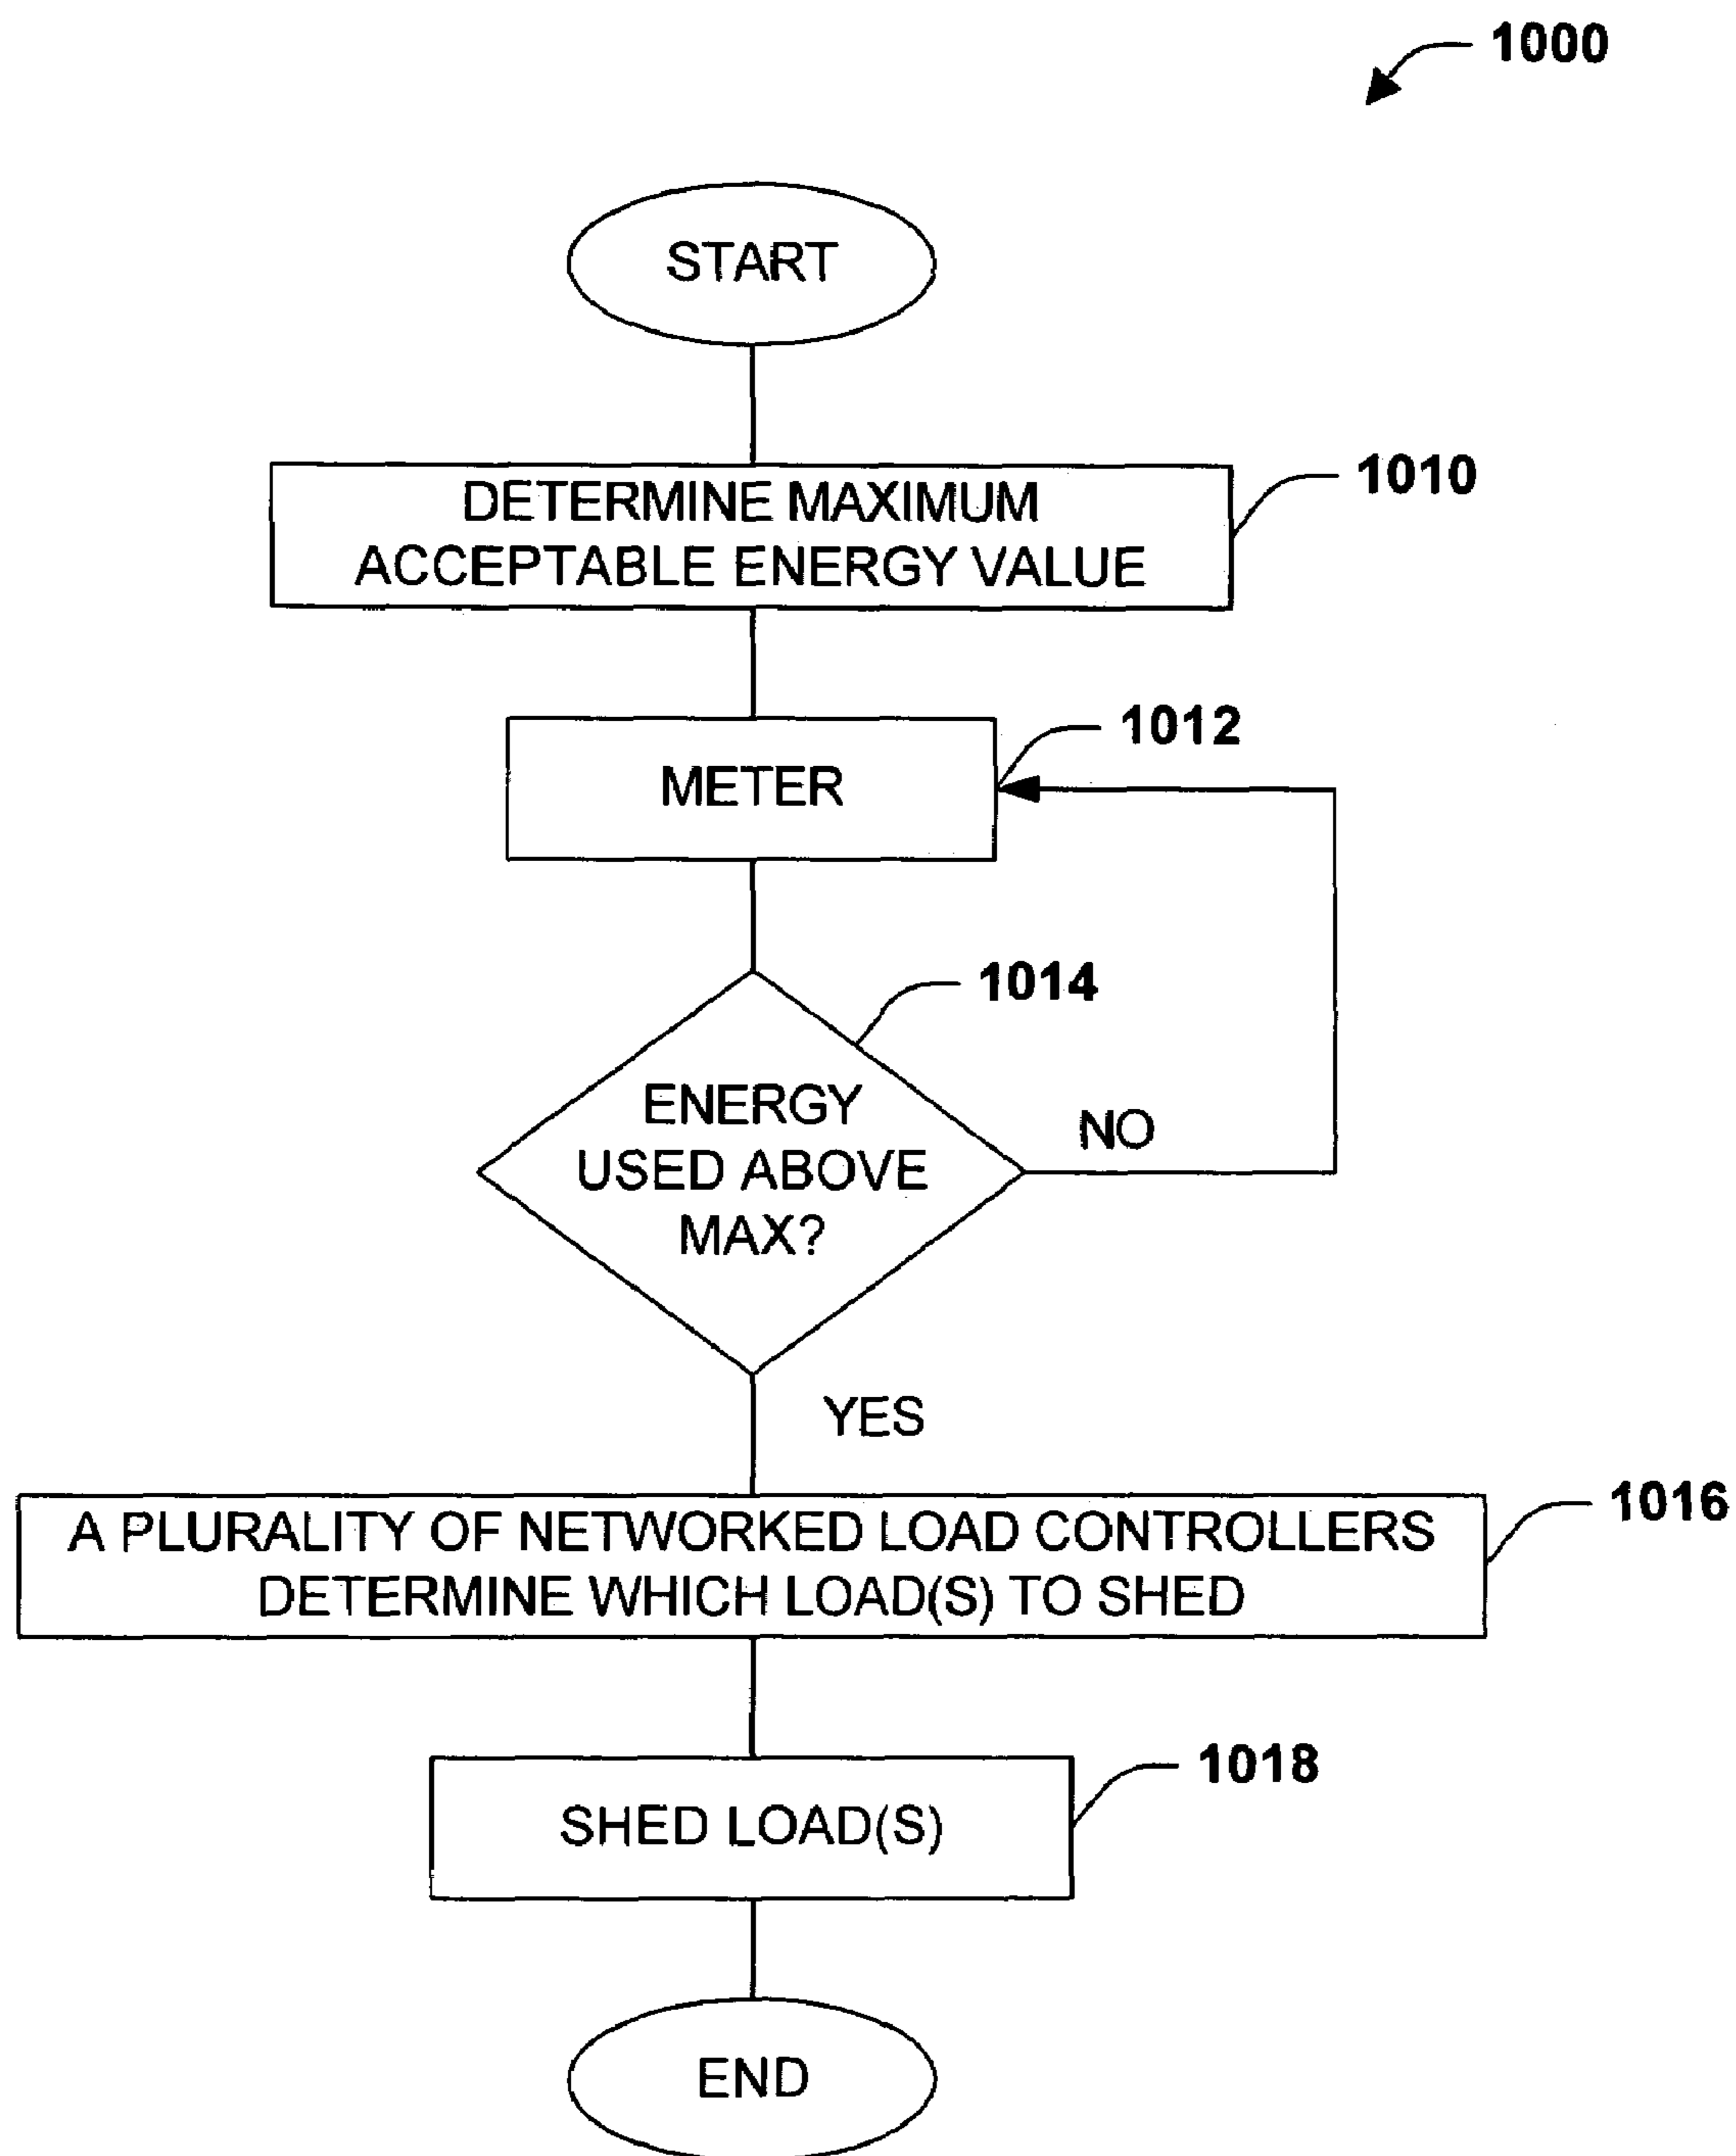 1000
START
DETERMINE MAXIMUM
ACCEPTABLE ENERGY VALUE
1010
METER
1012
1014
ENERGY
USED ABOVE
MAX?
NO
YES
A PLURALITY OF NETWORKED LOAD CONTROLLERS
DETERMINE WHICH LOAD(S) TO SHED
1016
SHED LOAD(S)
1018
END